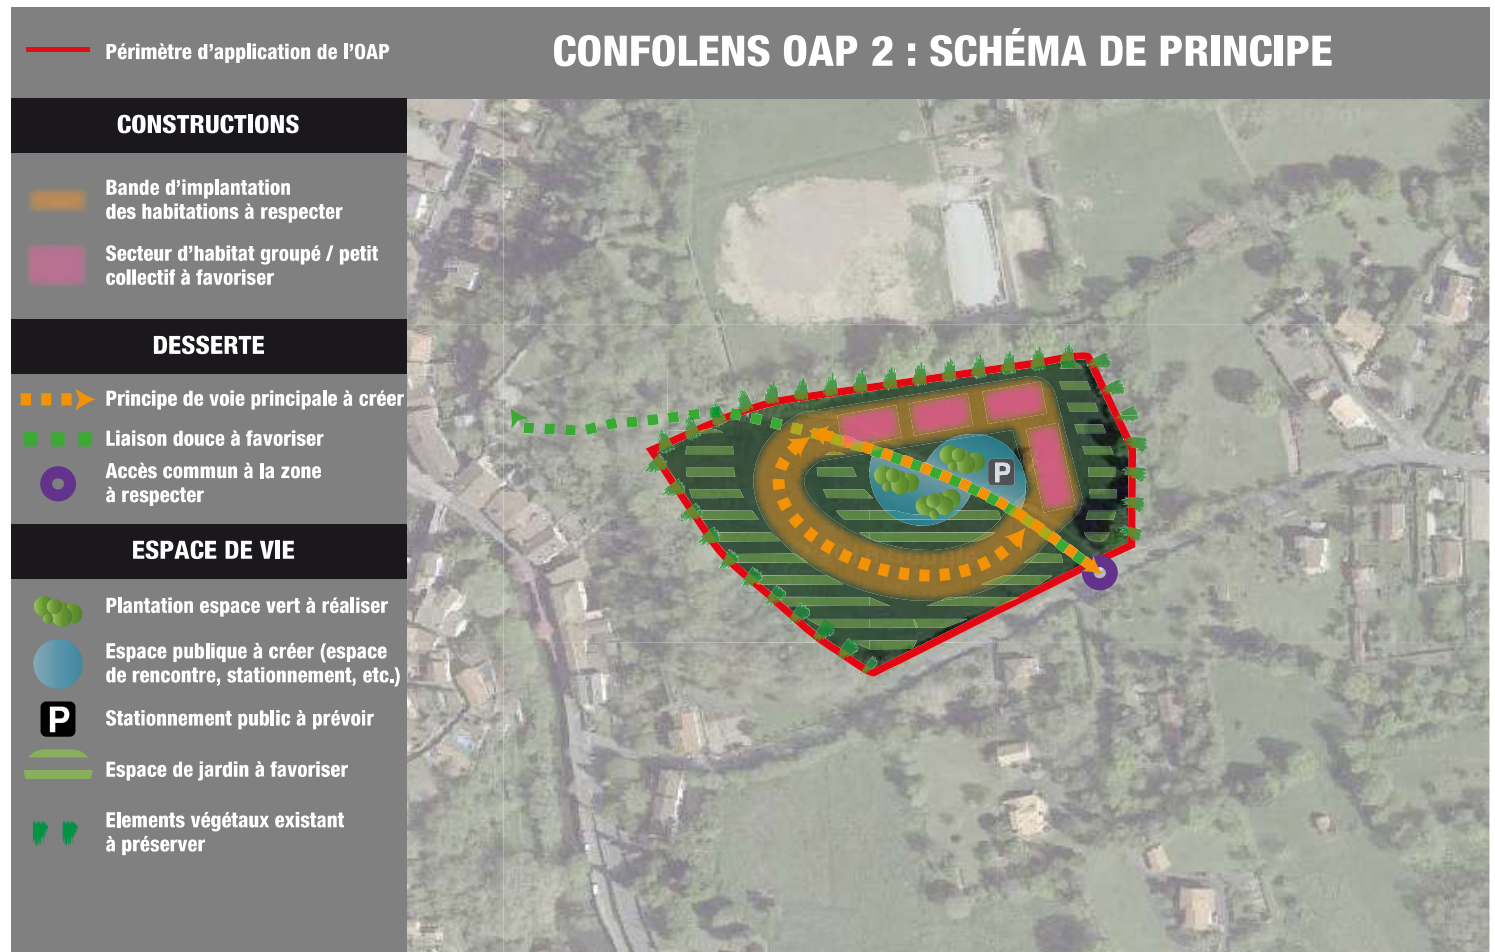 Périmètre d'application de l'OAP
CONFOLENS OAP 2 : SCHÉMA DE PRINCIPE
CONSTRUCTIONS
Bande d'implantation
des habitations à respecter
Secteur d'habitat groupé / petit
collectif à favoriser
DESSERTE
Principe de voie principale à créer
Liaison douce à favoriser
Accès commun à la zone
à respecter
ESPACE DE VIE
Plantation espace vert à réaliser
Espace publique à créer (espace
de rencontre, stationnement, etc.)
P
Stationnement public à prévoir
Espace de jardin à favoriser
Elements végétaux existant
à préserver
P